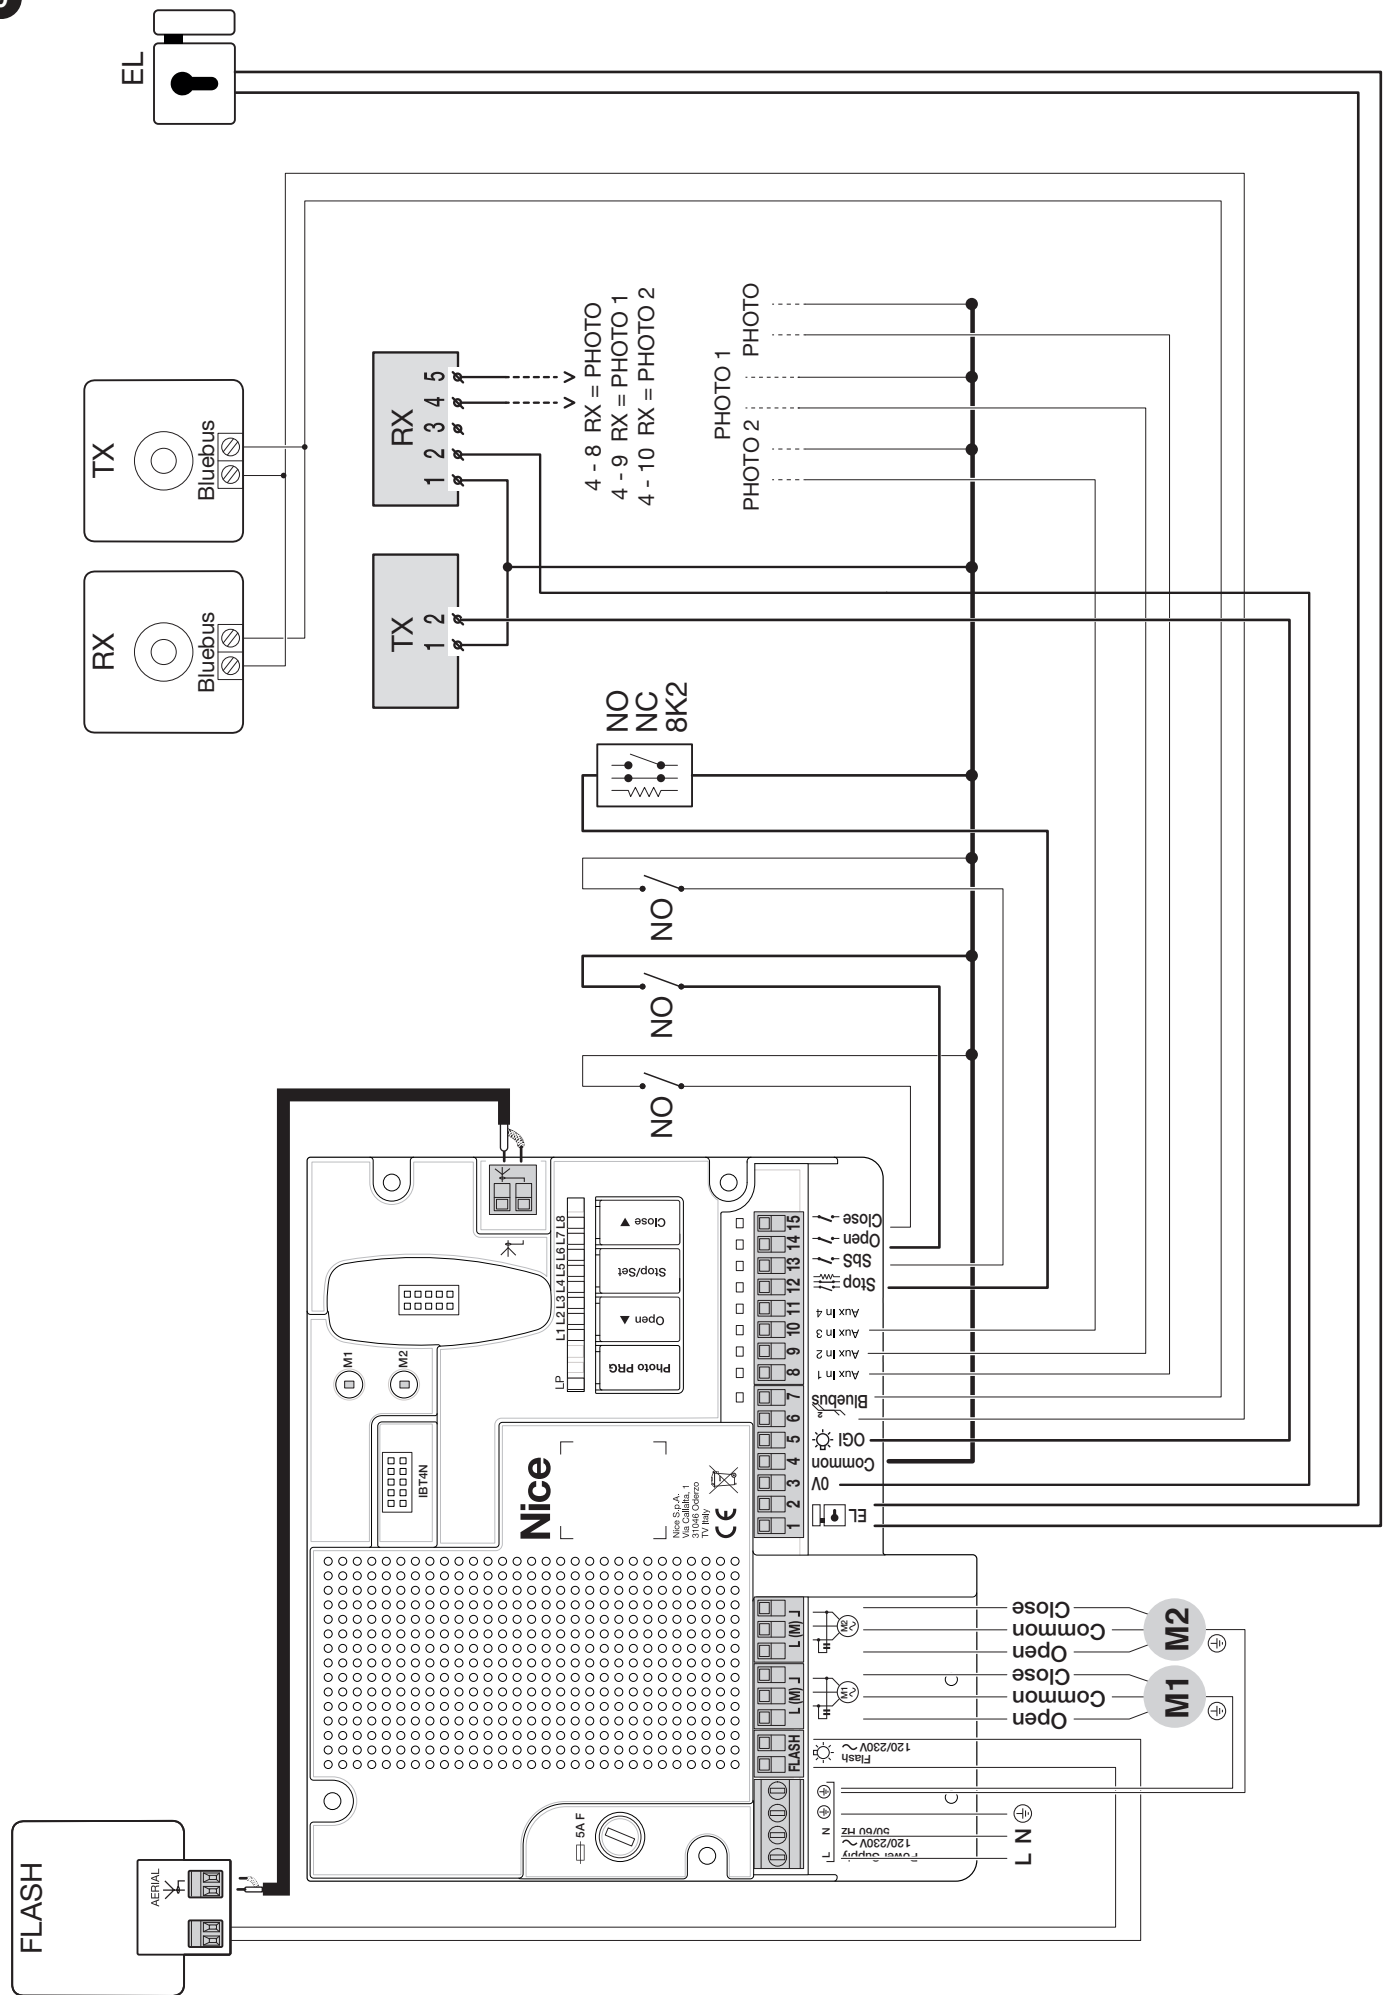 EL
TX
Bluebus
RX
Bluebus
RX
1 2 3 4 5
TX
1 2
4 - 8 RX = PHOTO
4 - 9 RX = PHOTO 1
4 - 10 RX = PHOTO 2
PHOTO
PHOTO 1
PHOTO 2
NO
NC
8K2
NO
NO
NO
M1
M2
IBT4N
LP L1 L2 L3 L4 L5 L6 L7 L8
Photo PRG
Open ▲
Stop/Set
Close ▼
Nice
Nice S.p.A.
Via Callalta, 1
31046 Oderzo
TV Italy
CE
5A F
1 2 3 4 5 6 7 8 9 10 11 12 13 14 15
Close
Open
SbS
Stop
Aux In 4
Aux In 3
Aux In 2
Aux In 1
Bluebus
OGI
Common
0V
EL
L (M)
M2
Close
Common
Open
M2
L (M)
M1
Close
Common
Open
M1
FLASH
Flash
120/230V
L N
Power Supply
120/230V
50/60 Hz
L N
FLASH
AERIAL